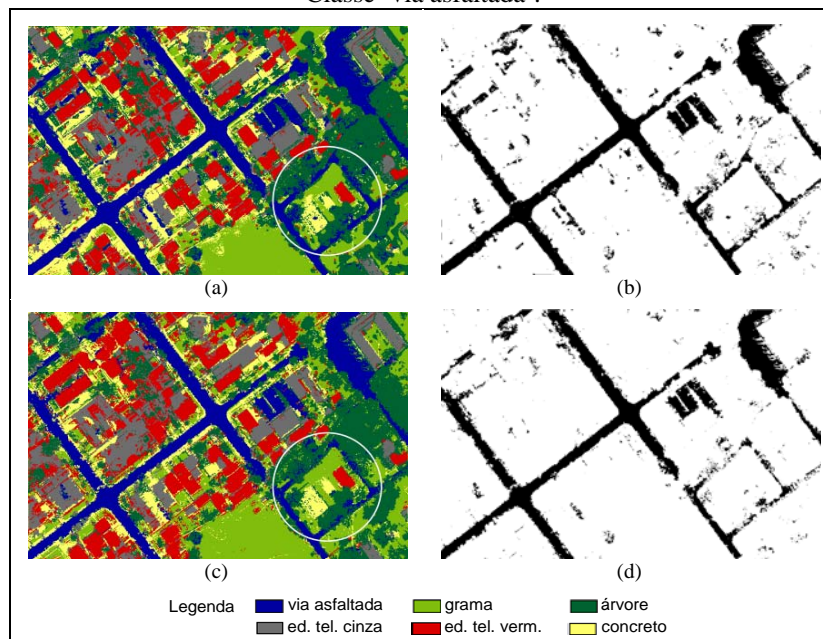 Classe "via asfaltada".
(a) (b)
(c) (d)
Legenda via asfaltada grama árvore
ed. tel. cinza ed. tel. verm. concreto